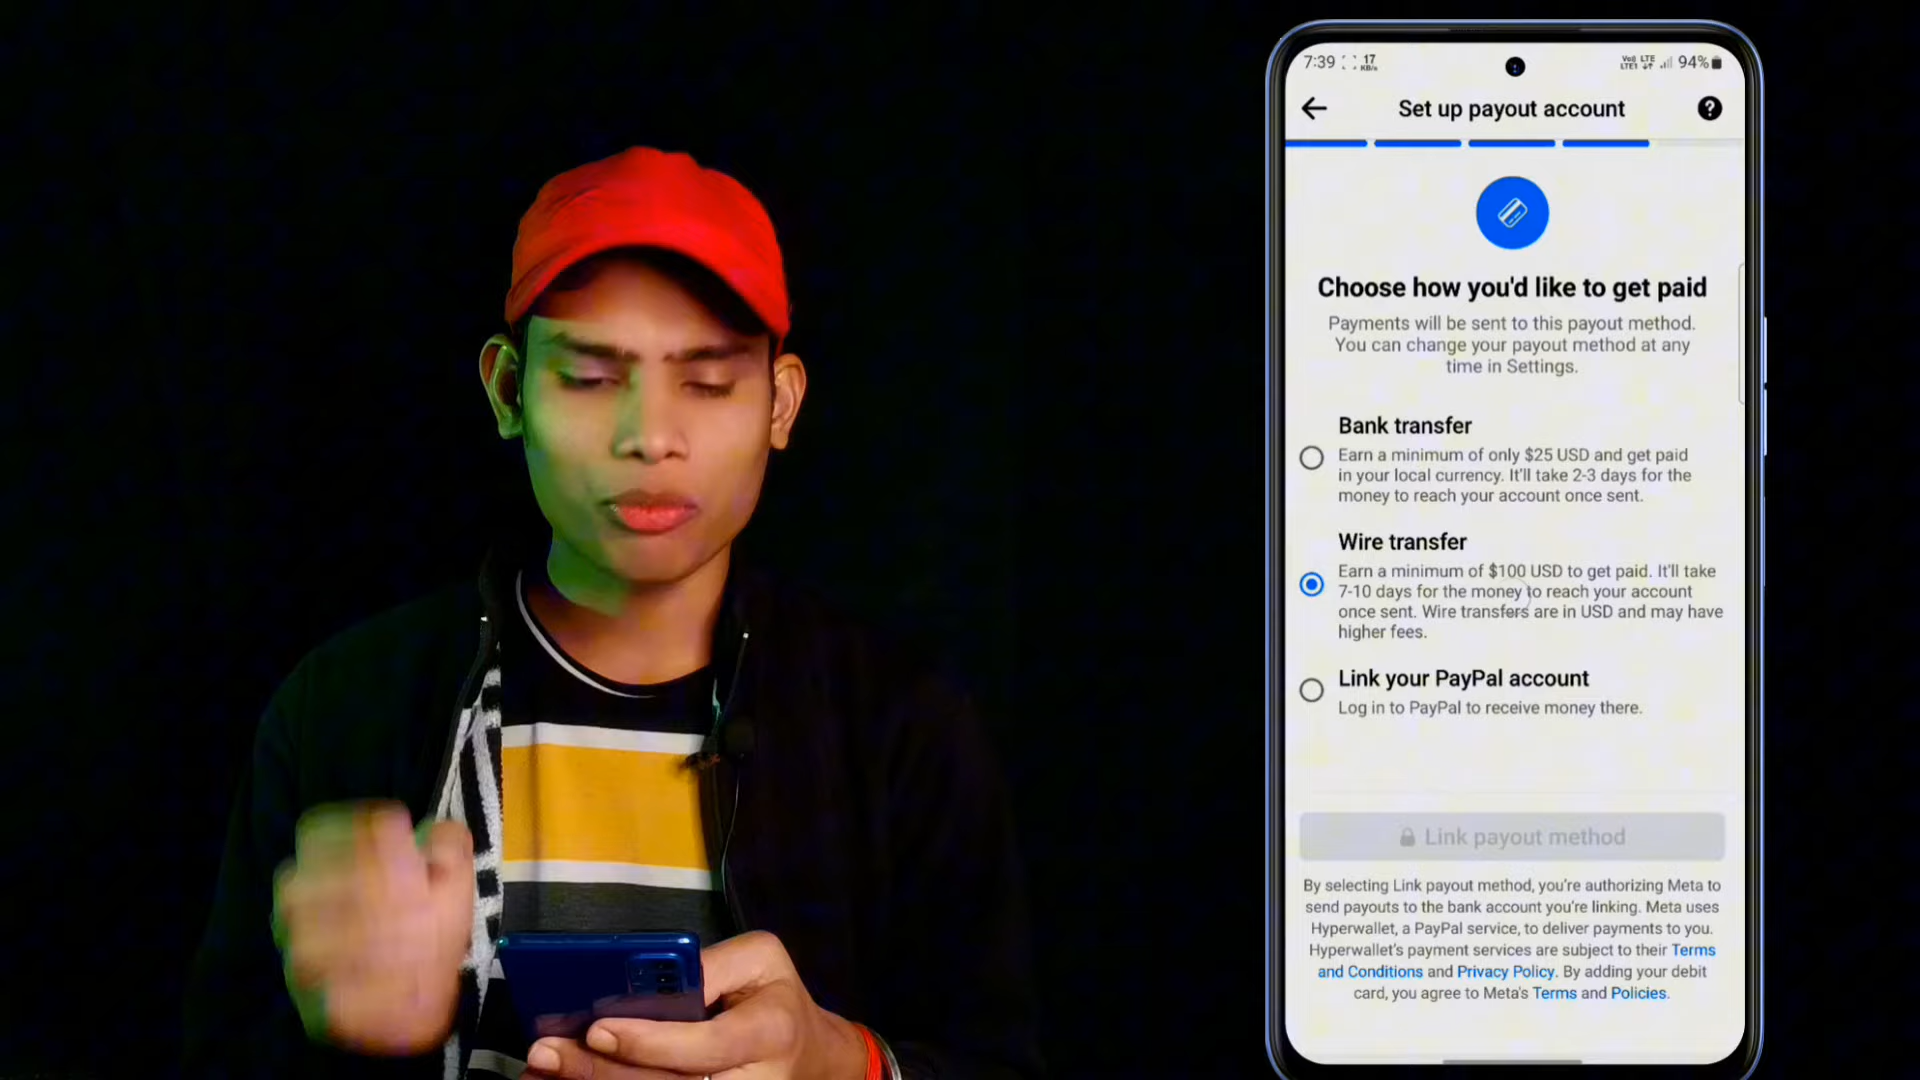 7:39 17 KB/s Vo) LTE LTE1 94%
Set up payout account
Choose how you'd like to get paid
Payments will be sent to this payout method.
You can change your payout method at any
time in Settings.
Bank transfer
Earn a minimum of only $25 USD and get paid
in your local currency. It'll take 2-3 days for the
money to reach your account once sent.
Wire transfer
Earn a minimum of $100 USD to get paid. It'll take
7-10 days for the money to reach your account
once sent. Wire transfers are in USD and may have
higher fees.
Link your PayPal account
Log in to PayPal to receive money there.
Link payout method
By selecting Link payout method, you're authorizing Meta to
send payouts to the bank account you're linking. Meta uses
Hyperwallet, a PayPal service, to deliver payments to you.
Hyperwallet's payment services are subject to their Terms
and Conditions and Privacy Policy. By adding your debit
card, you agree to Meta's Terms and Policies.